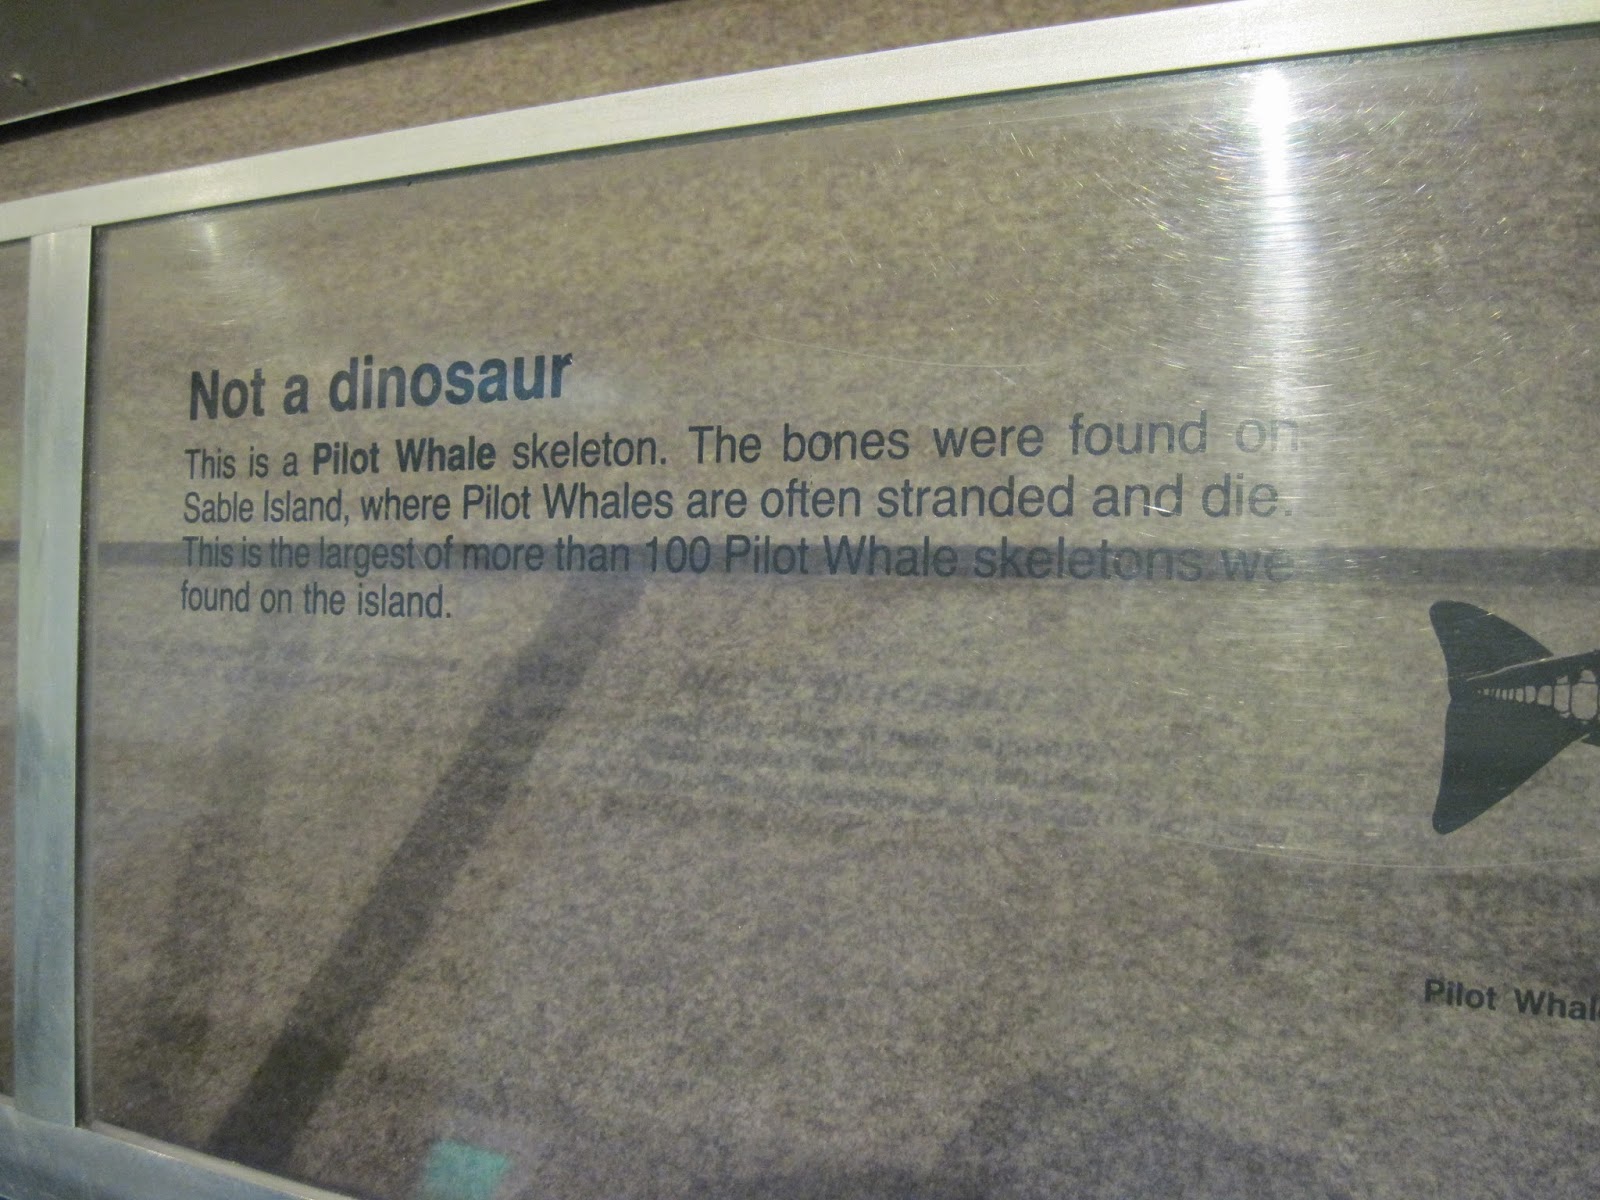 Not a dinosaur
This is a Pilot Whale skeleton. The bones were found on
Sable Island, where Pilot Whales are often stranded and die.
This is the largest of more than 100 Pilot Whale skeletons we
found on the island.
Pilot Whale